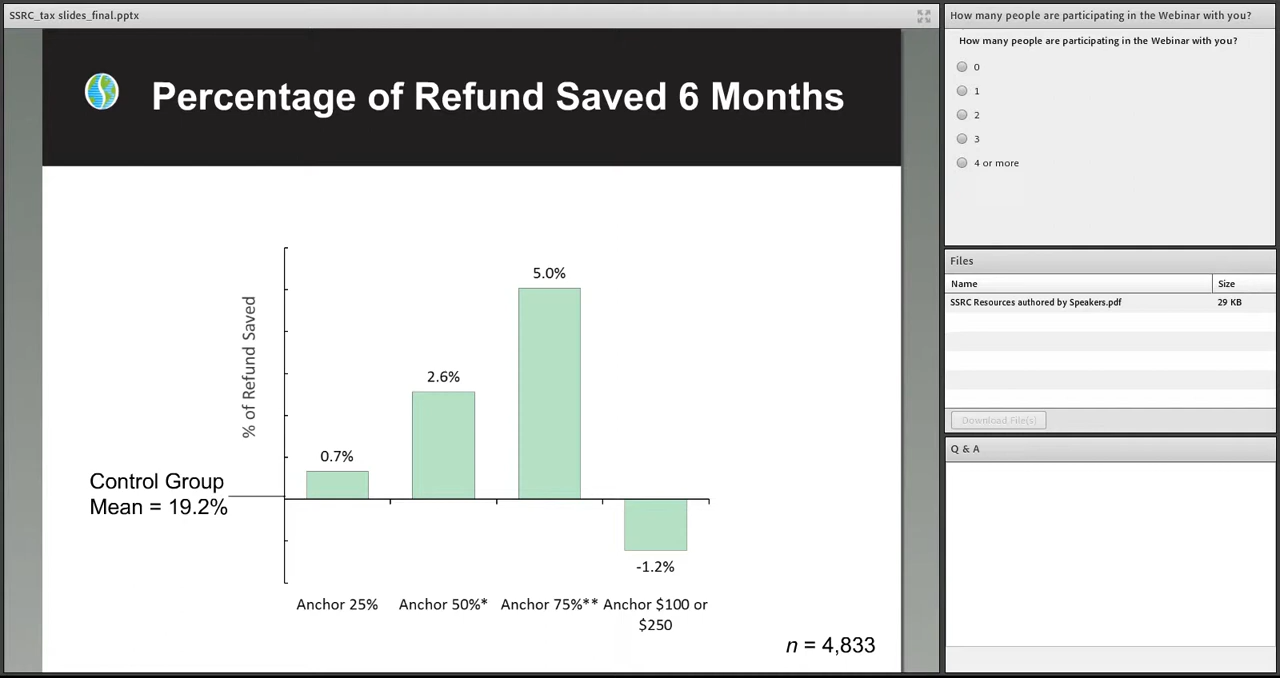 SSRC_tax slides_final.pptx
Percentage of Refund Saved 6 Months
% of Refund Saved
5.0%
2.6%
0.7%
-1.2%
Control Group
Mean = 19.2%
Anchor 25%
Anchor 50%*
Anchor 75%**
Anchor $100 or
$250
n = 4,833
How many people are participating in the Webinar with you?
How many people are participating in the Webinar with you?
0
1
2
3
4 or more
Files
Name Size
SSRC Resources authored by Speakers.pdf 29 KB
Download File(s)
Q & A